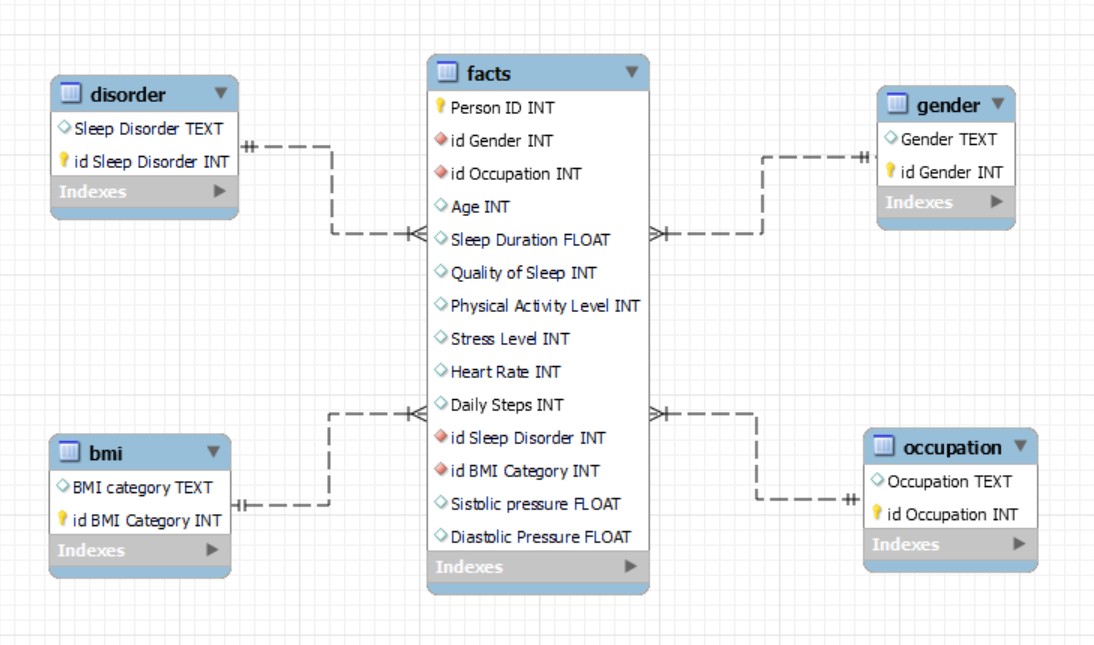 disorder
Sleep Disorder TEXT
id Sleep Disorder INT
Indexes
facts
Person ID INT
id Gender INT
id Occupation INT
Age INT
Sleep Duration FLOAT
Quality of Sleep INT
Physical Activity Level INT
Stress Level INT
Heart Rate INT
Daily Steps INT
id Sleep Disorder INT
id BMI Category INT
Sistolic pressure FLOAT
Diastolic Pressure FLOAT
Indexes
gender
Gender TEXT
id Gender INT
Indexes
bmi
BMI category TEXT
id BMI Category INT
Indexes
occupation
Occupation TEXT
id Occupation INT
Indexes